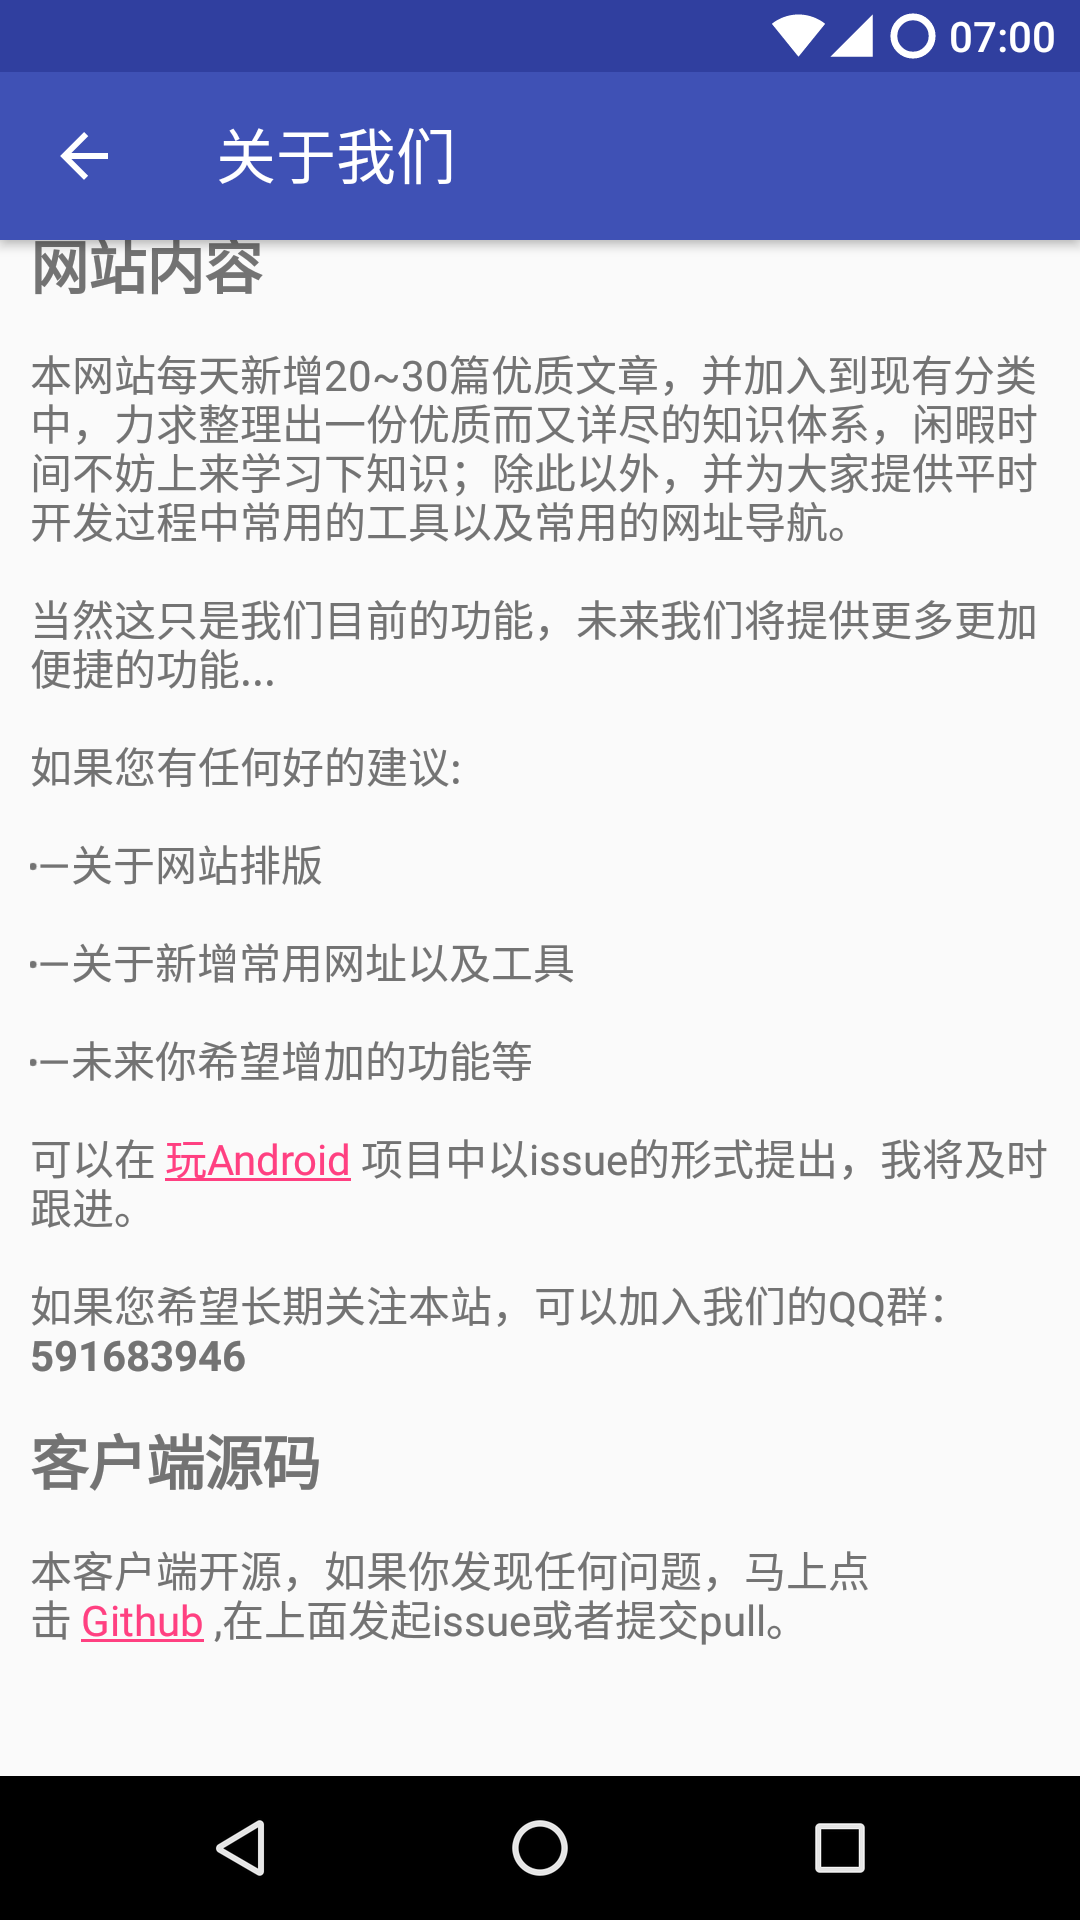 07:00
关于我们
网站内容
本网站每天新增20~30篇优质文章，并加入到现有分类
中，力求整理出一份优质而又详尽的知识体系，闲暇时
间不妨上来学习下知识；除此以外，并为大家提供平时
开发过程中常用的工具以及常用的网址导航。
当然这只是我们目前的功能，未来我们将提供更多更加
便捷的功能...
如果您有任何好的建议:
·—关于网站排版
·—关于新增常用网址以及工具
·—未来你希望增加的功能等
可以在 玩Android 项目中以issue的形式提出，我将及时
跟进。
如果您希望长期关注本站，可以加入我们的QQ群：
591683946
客户端源码
本客户端开源，如果你发现任何问题，马上点
击 Github ,在上面发起issue或者提交pull。